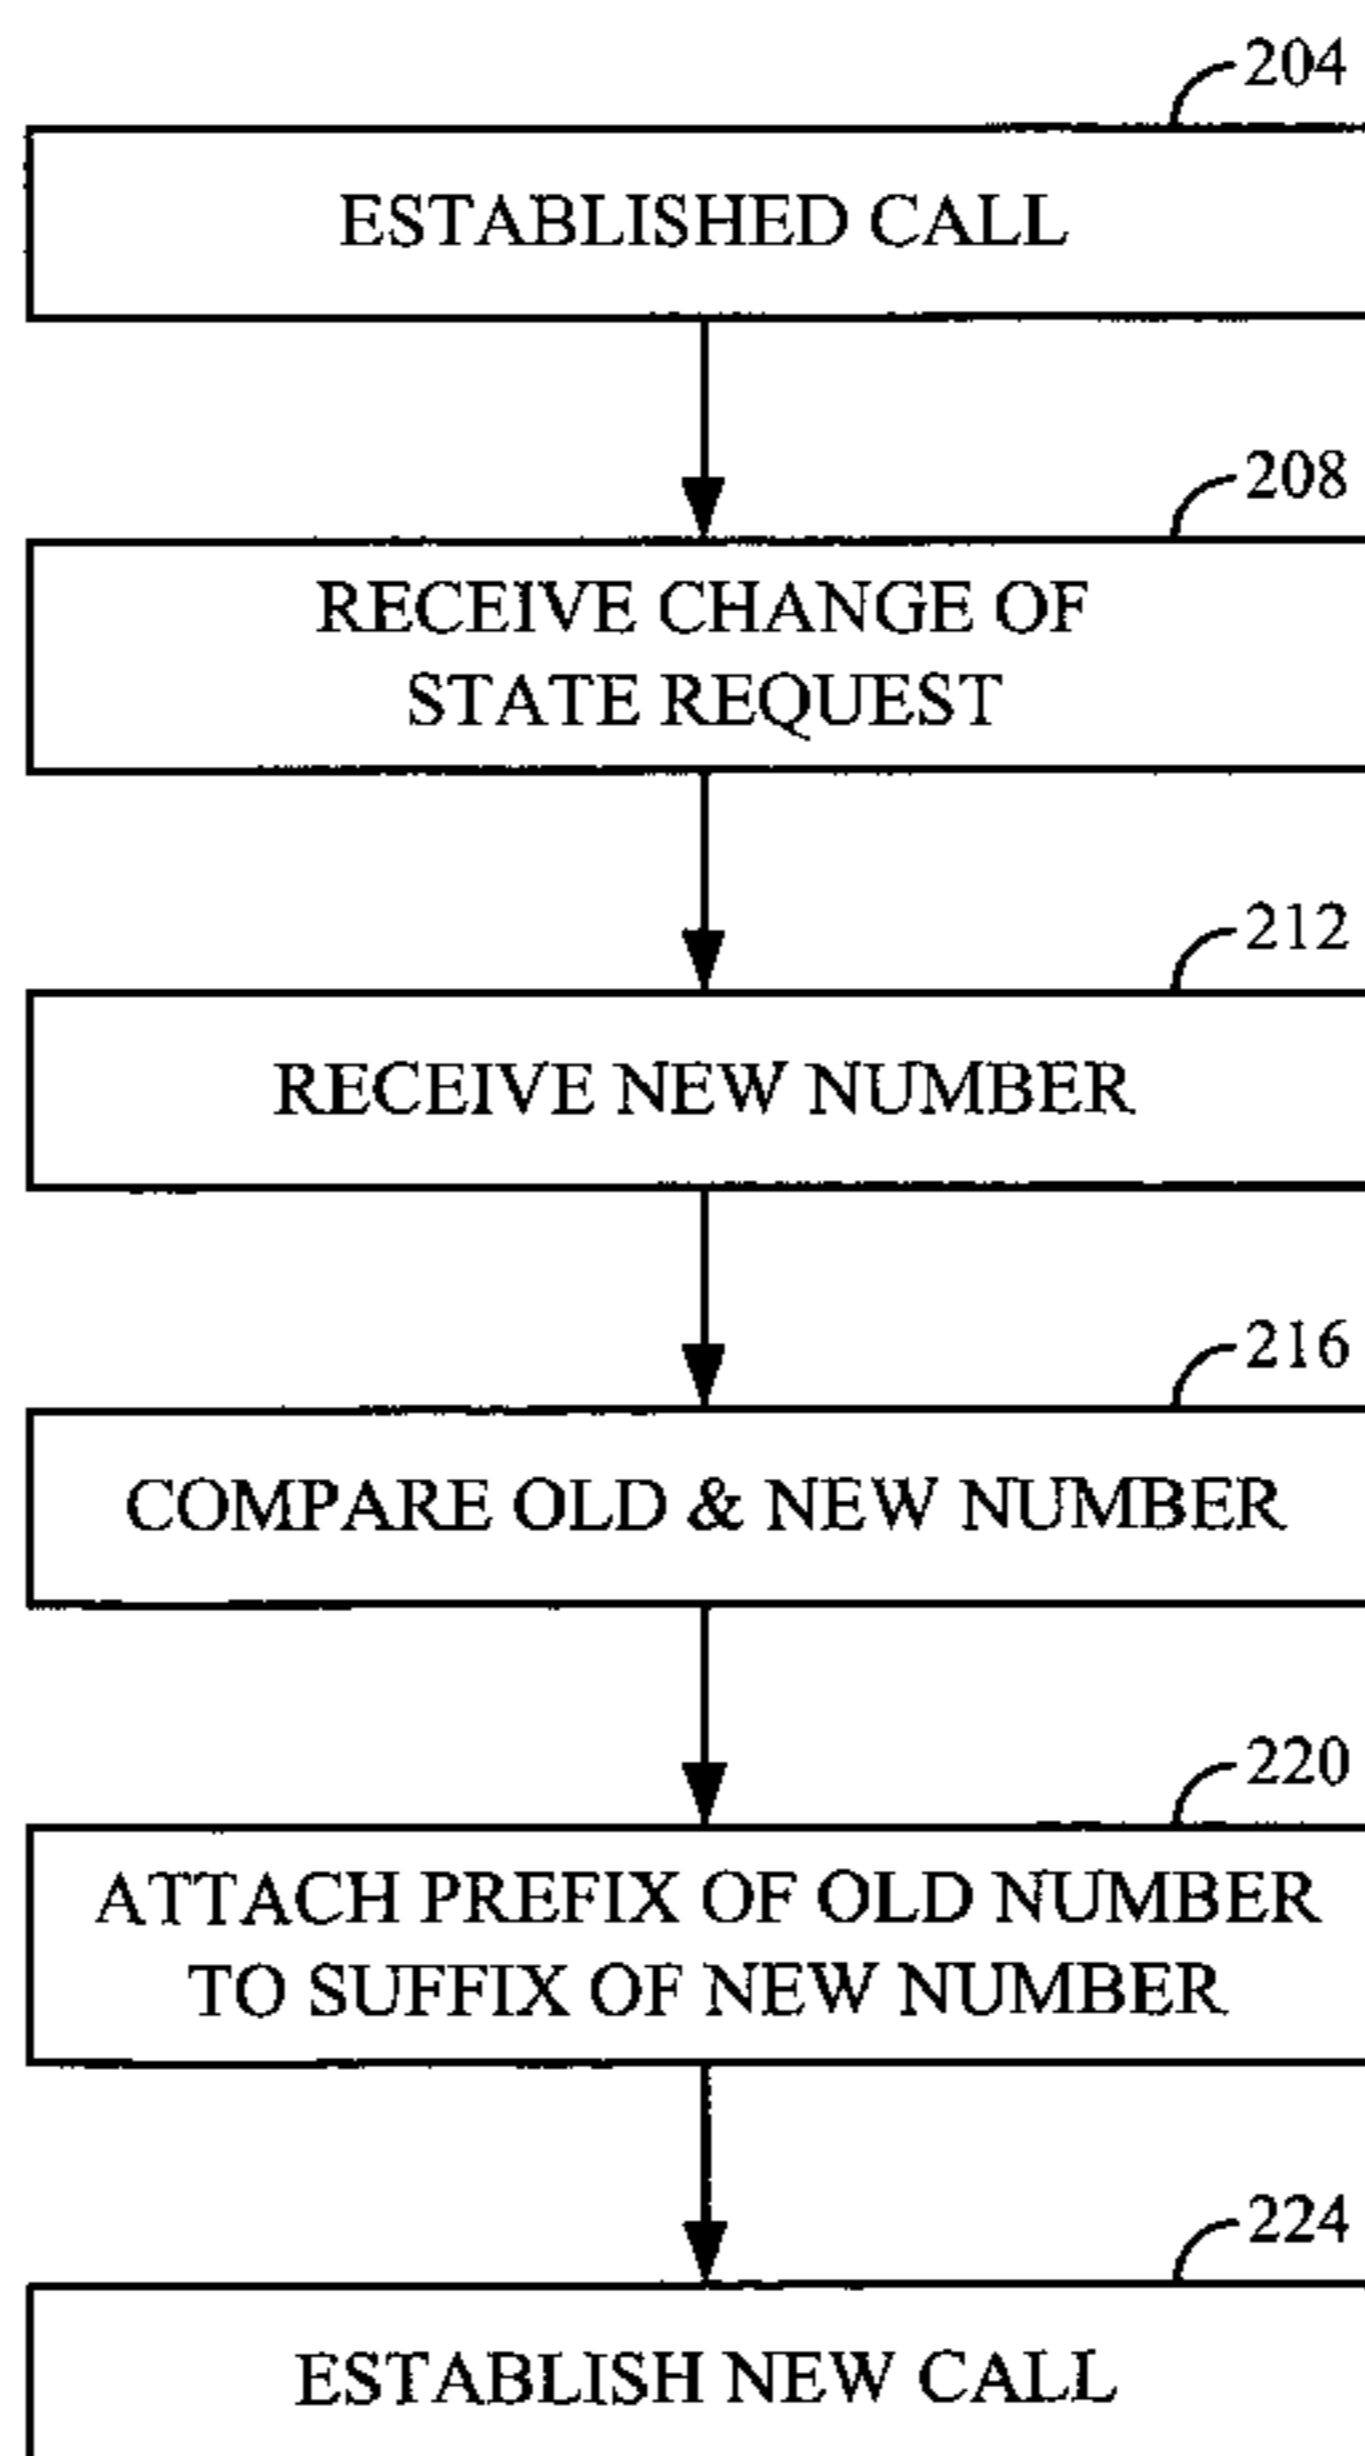 204
ESTABLISHED CALL
208
RECEIVE CHANGE OF
STATE REQUEST
212
RECEIVE NEW NUMBER
216
COMPARE OLD & NEW NUMBER
220
ATTACH PREFIX OF OLD NUMBER
TO SUFFIX OF NEW NUMBER
224
ESTABLISH NEW CALL